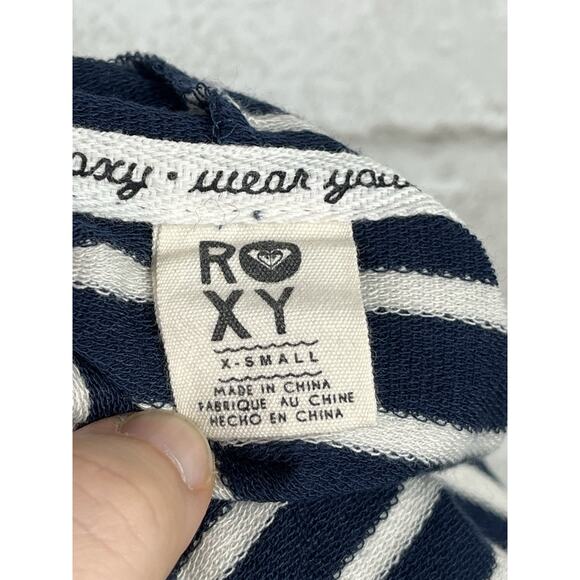 oxy · wear you
ROXY
X-SMALL
MADE IN CHINA
FABRIQUE AU CHINE
HECHO EN CHINA